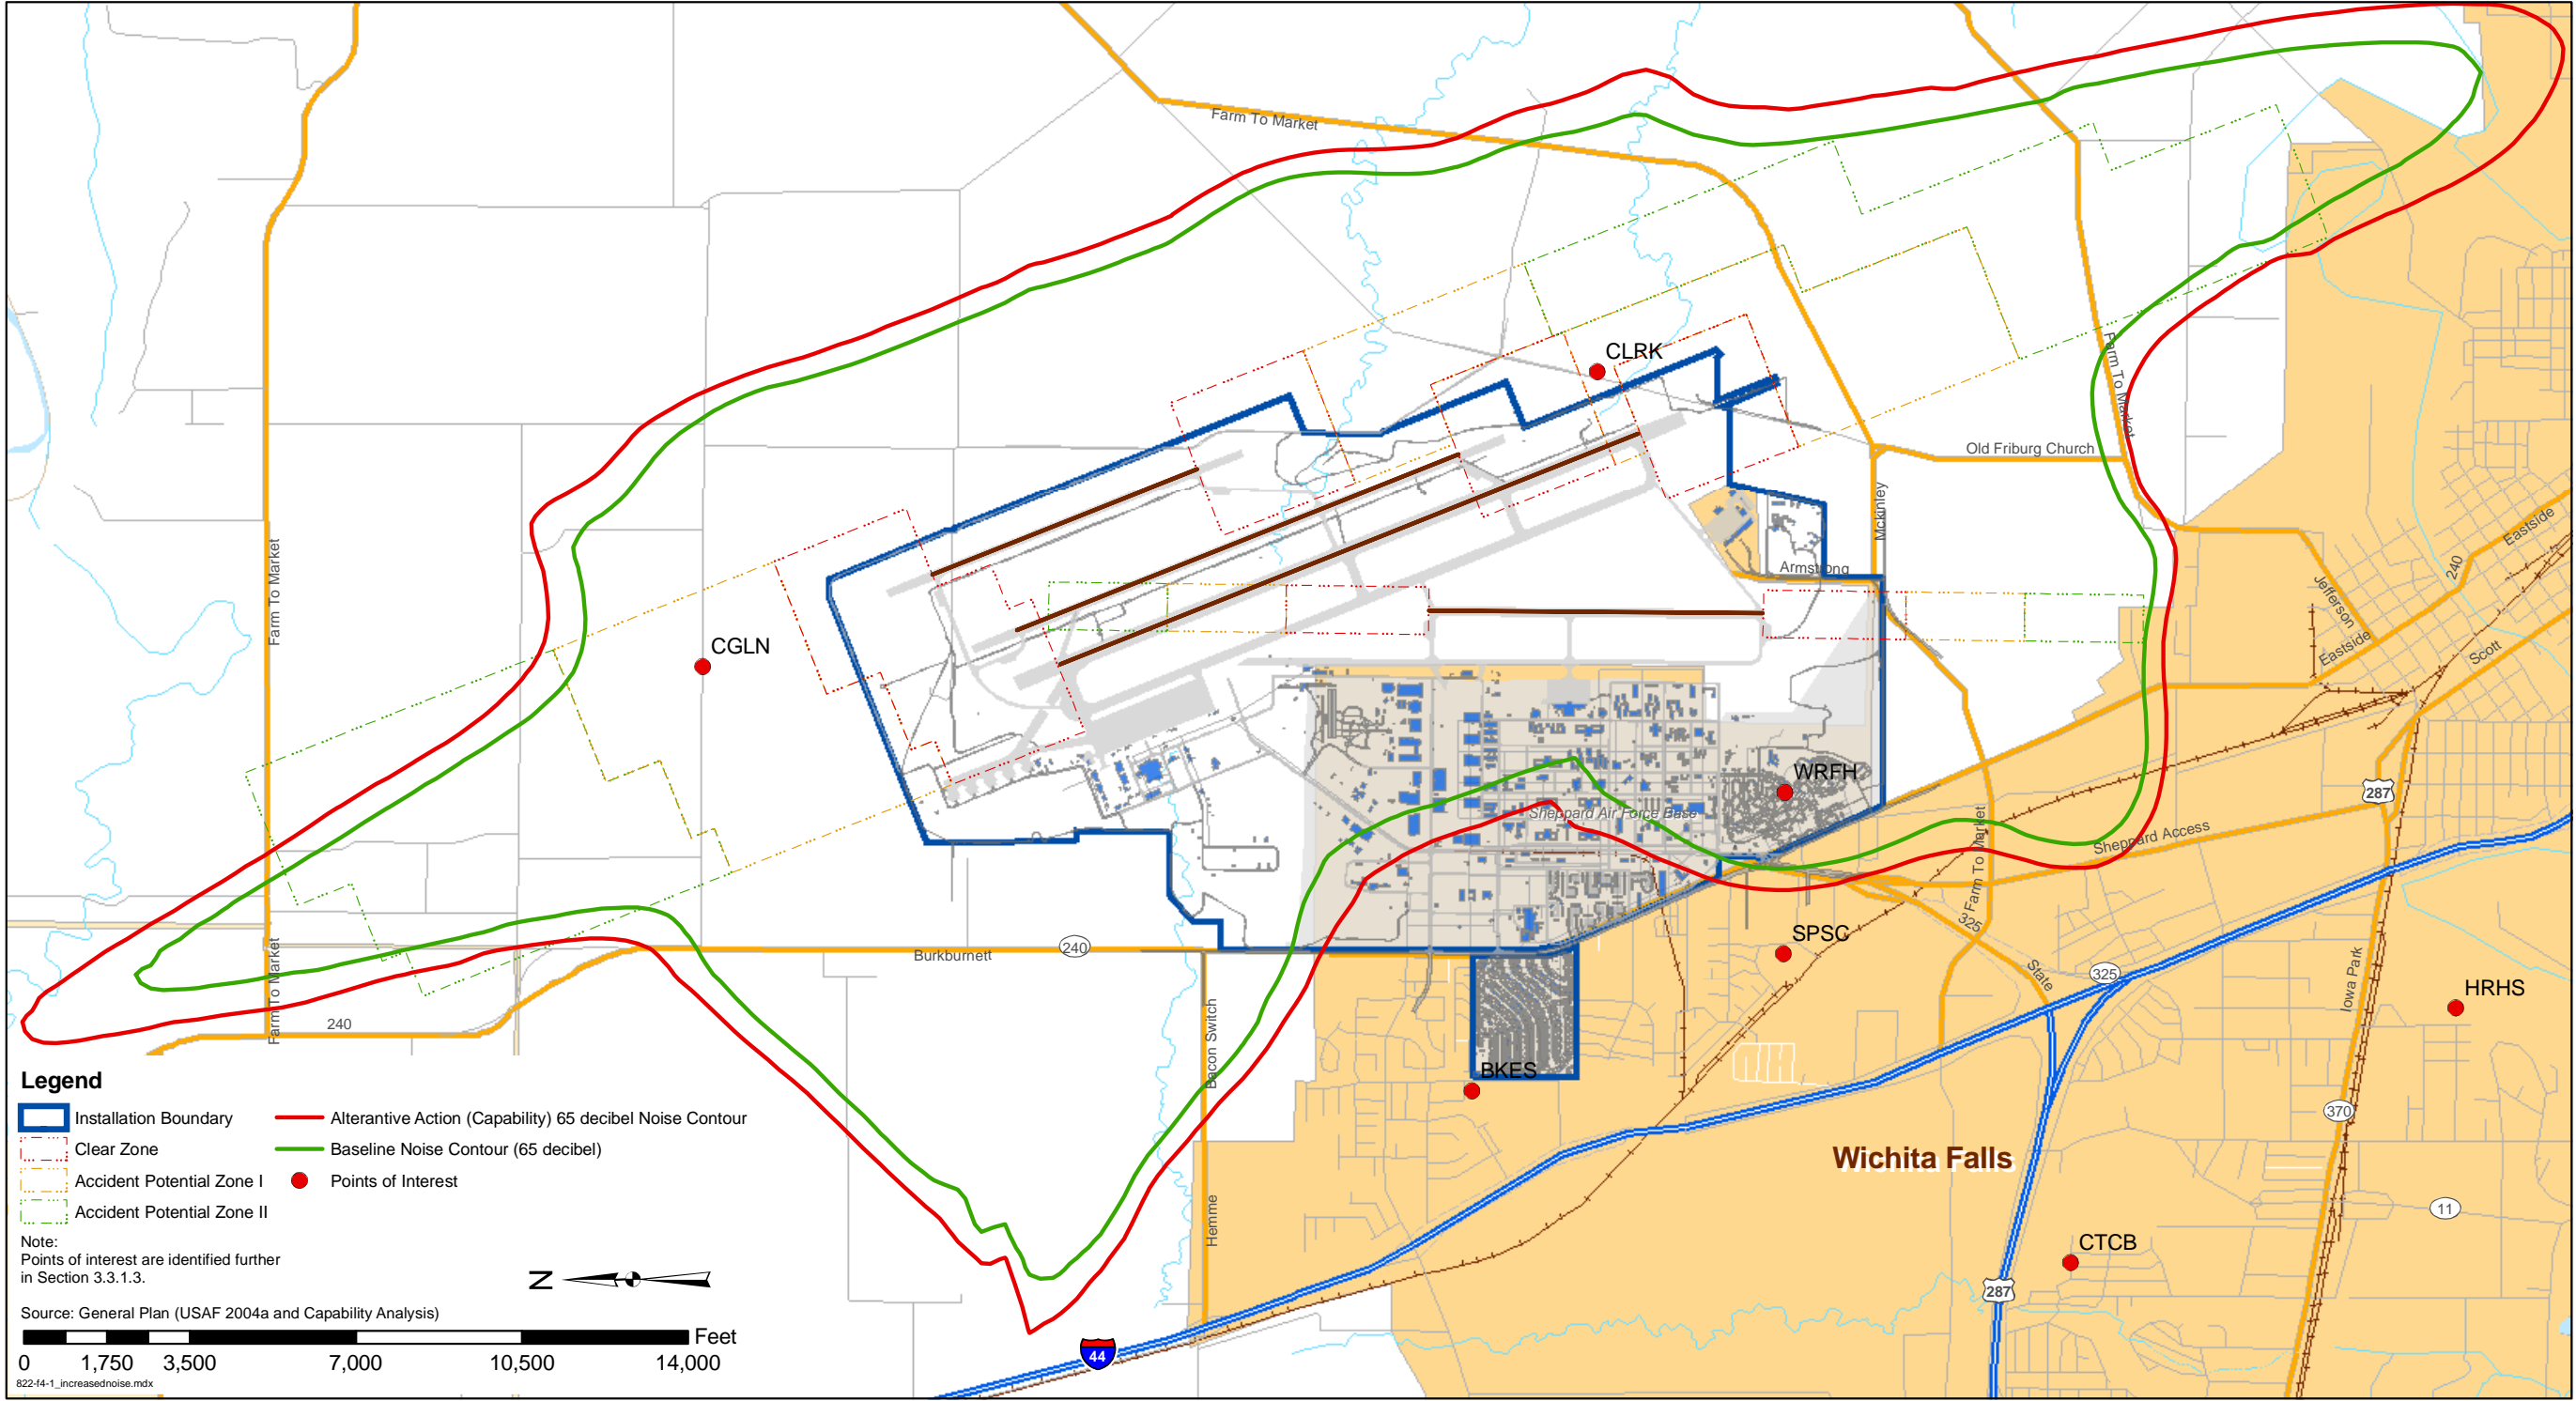 Farm To Market
CLRK
Farm To Market
Old Friburg Church
Mckinley
Eastside
240
Armstrong
Jefferson
Farm To Market
Eastside
Scott
CGLN
WRFH
287
Sheppard Air Force Base
Farm To Market
Sheppard Access
325
SPSC
Burkburnett
240
Farm To Market
State
325
Iowa Park
HRHS
240
Bacon Switch
BKES
370
Wichita Falls
11
Hemme
CTCB
287
44
Legend
Installation Boundary
Clear Zone
Accident Potential Zone I
Accident Potential Zone II
Alterantive Action (Capability) 65 decibel Noise Contour
Baseline Noise Contour (65 decibel)
Points of Interest
Note:
Points of interest are identified further
in Section 3.3.1.3.
N
Source: General Plan (USAF 2004a and Capability Analysis)
Feet
0 1,750 3,500 7,000 10,500 14,000
822-f4-1_increasednoise.mdx